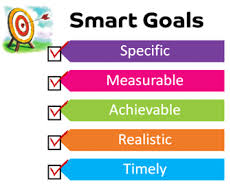 Smart Goals
Specific
Measurable
Achievable
Realistic
Timely